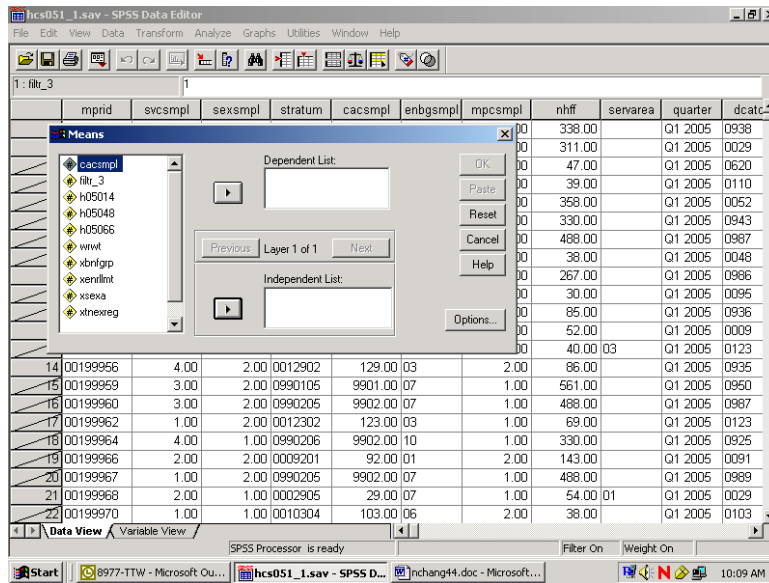 hcs051_1.sav - SPSS Data Editor
File Edit View Data Transform Analyze Graphs Utilities Window Help
1 : filtr_3 1
mprid svcsmpl sexsmpl stratum cacsmpl enbgsmpl mpcsmpl nhff servarea quarter dcatc
00 338.00 Q1 2005 0938
Means
00 311.00 Q1 2005 0029
cacsmpl Dependent List: OK 00 47.00 Q1 2005 0620
filtr_3 Paste 00 39.00 Q1 2005 0110
h05014 00 358.00 Q1 2005 0052
h05048 Reset 00 330.00 Q1 2005 0943
h05066 Previous Layer 1 of 1 Next Cancel 00 488.00 Q1 2005 0987
wrwt Help 00 38.00 Q1 2005 0048
xbnfgrp Independent List: 00 267.00 Q1 2005 0986
xenrllmt 00 30.00 Q1 2005 0095
xsexa Options... 00 85.00 Q1 2005 0936
xtnexreg 00 52.00 Q1 2005 0009
00 40.00 03 Q1 2005 0123
14 00199956 4.00 2.00 0012902 129.00 03 2.00 86.00 Q1 2005 0935
15 00199959 3.00 2.00 0990105 9901.00 07 1.00 561.00 Q1 2005 0950
16 00199960 3.00 2.00 0990205 9902.00 07 1.00 488.00 Q1 2005 0987
17 00199962 1.00 2.00 0012302 123.00 03 1.00 69.00 Q1 2005 0123
18 00199964 4.00 1.00 0990206 9902.00 10 1.00 330.00 Q1 2005 0925
19 00199966 2.00 2.00 0009201 92.00 01 2.00 143.00 Q1 2005 0091
20 00199967 1.00 2.00 0990205 9902.00 07 1.00 488.00 Q1 2005 0989
21 00199968 2.00 1.00 0002905 29.00 07 1.00 54.00 01 Q1 2005 0029
22 00199970 1.00 1.00 0010304 103.00 06 2.00 38.00 Q1 2005 0103
Data View Variable View
SPSS Processor is ready Filter On Weight On
Start 8977-TTW - Microsoft Ou... hcs051_1.sav - SPSS D... nchang44.doc - Microsoft... 10:09 AM